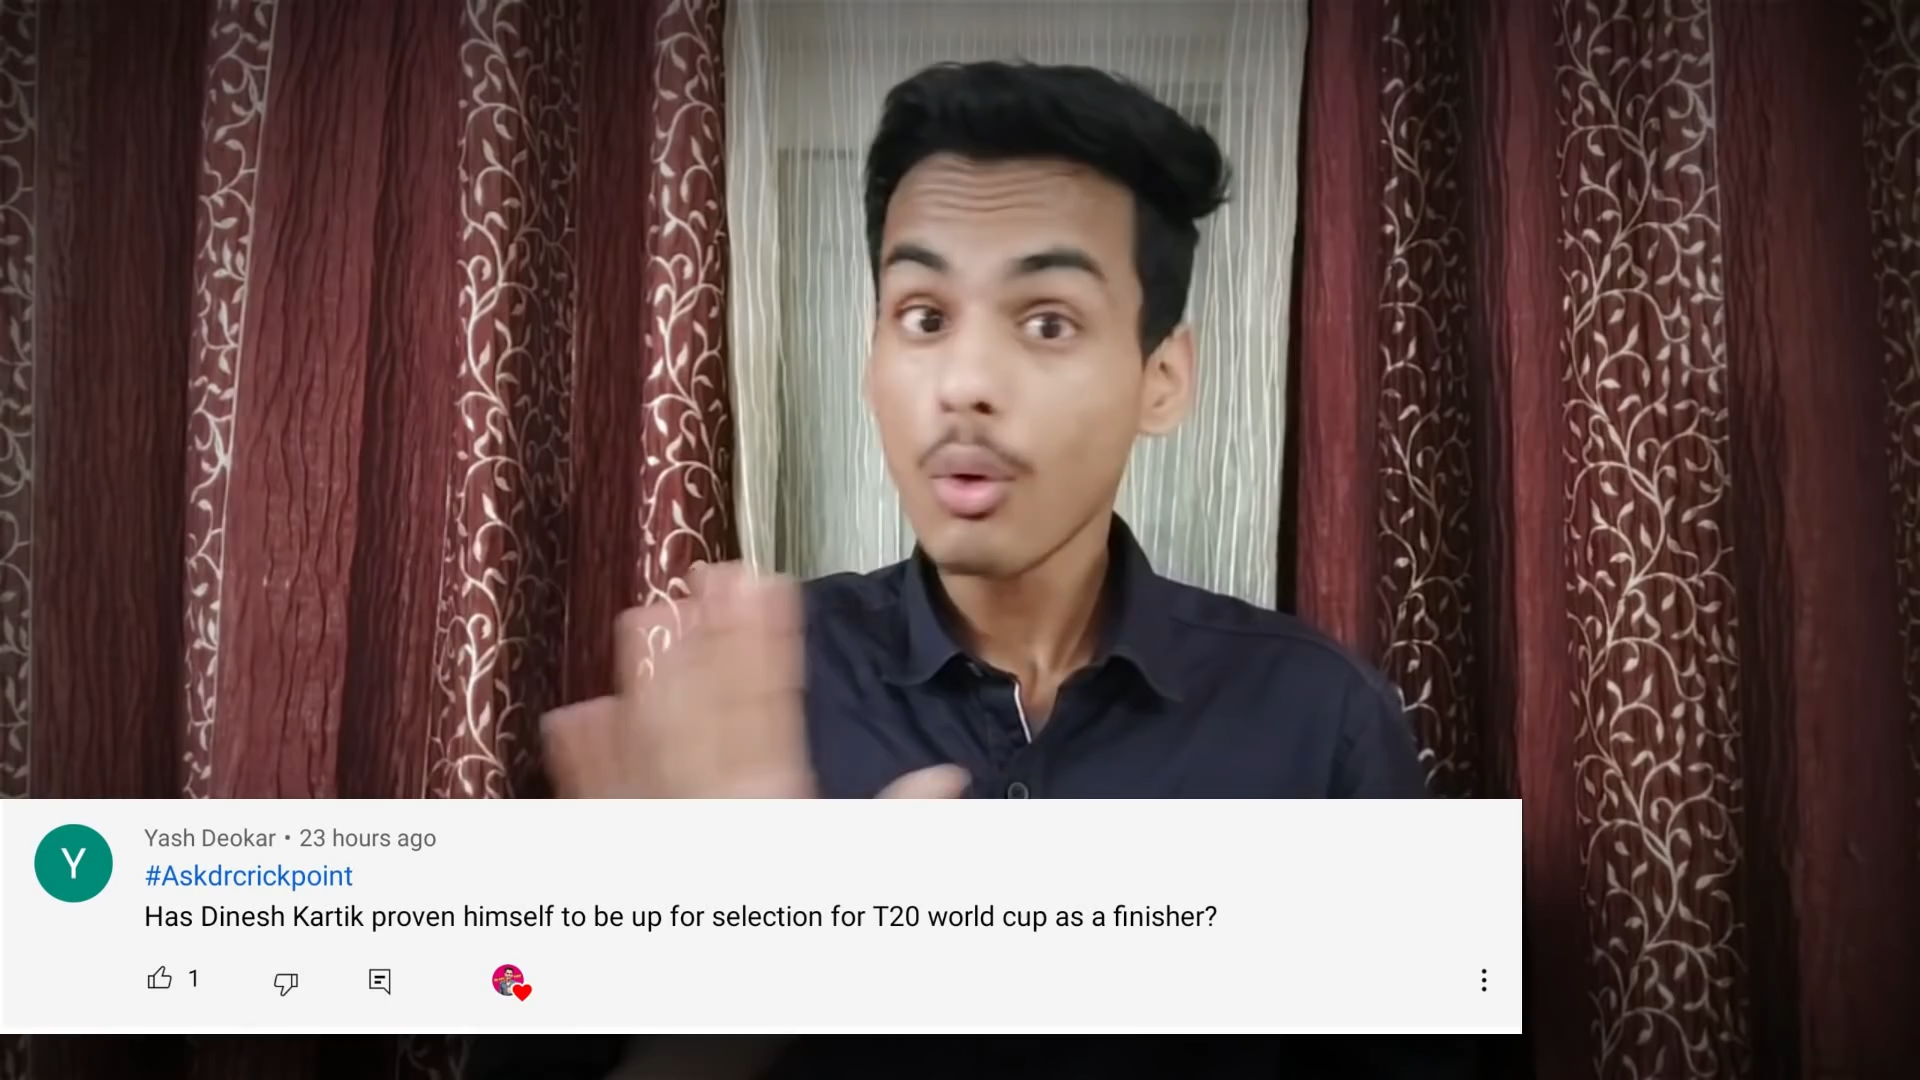 Y
Yash Deokar • 23 hours ago
#Askdrcrickpoint
Has Dinesh Kartik proven himself to be up for selection for T20 world cup as a finisher?
1